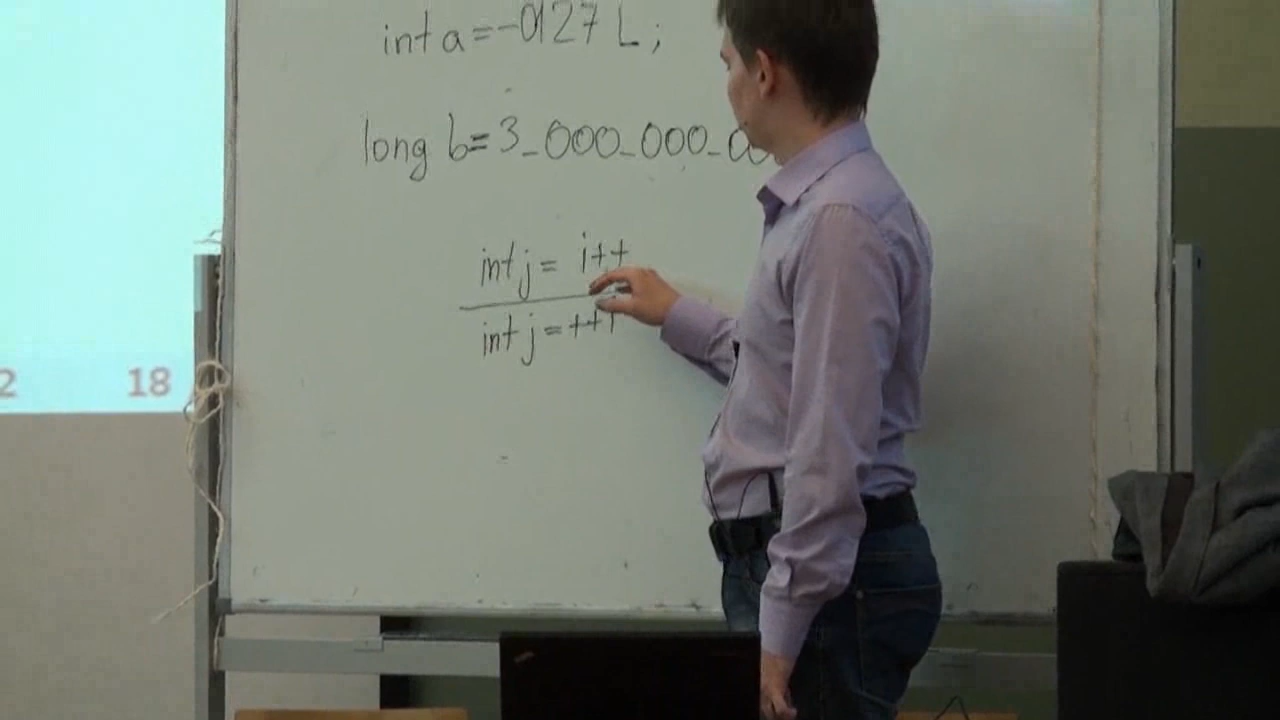 int a = -0127 L ;
long b = 3_000_000_00
int j = i++
int j = ++i
2 18